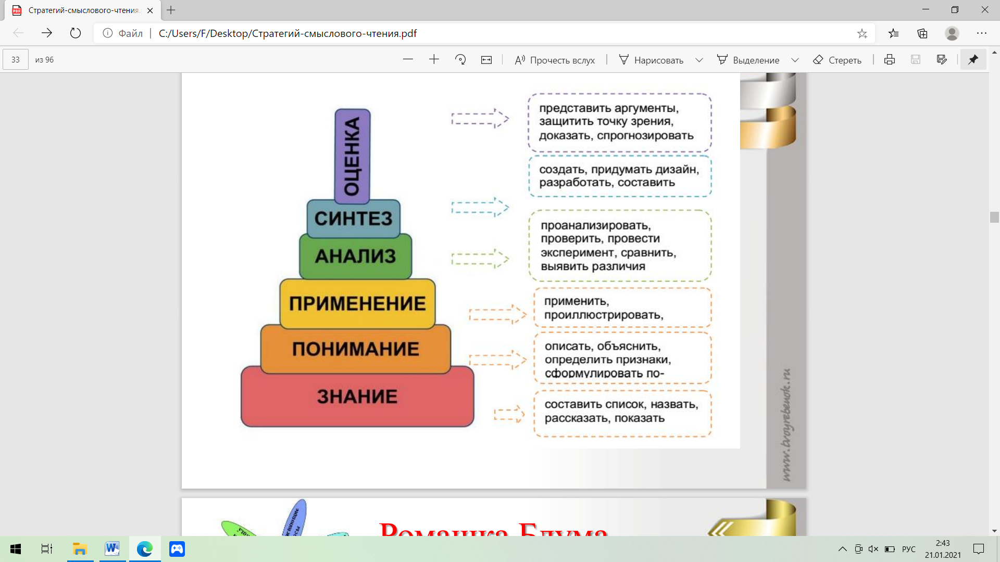 Стратегий-смыслового-чтения.
Файл
C:/Users/F/Desktop/Стратегий-смыслового-чтения.pdf
33
из 96
Прочесть вслух
Нарисовать
Выделение
Стереть
ОЦЕНКА
представить аргументы,
защитить точку зрения,
доказать, спрогнозировать
создать, придумать дизайн,
разработать, составить
СИНТЕЗ
проанализировать,
проверить, провести
эксперимент, сравнить,
выявить различия
АНАЛИЗ
применить,
проиллюстрировать,
ПРИМЕНЕНИЕ
описать, объяснить,
определить признаки,
сформулировать по-
ПОНИМАНИЕ
составить список, назвать,
рассказать, показать
ЗНАНИЕ
www.tvoyrebenok.ru
Ромашка Блума
РУС
2:43
21.01.2021